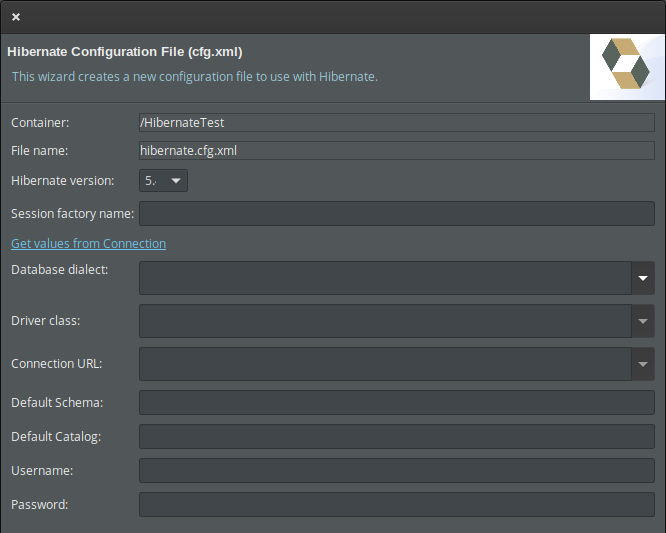 Hibernate Configuration File (cfg.xml)
This wizard creates a new configuration file to use with Hibernate.
Container: /HibernateTest
File name: hibernate.cfg.xml
Hibernate version: 5.
Session factory name:
Get values from Connection
Database dialect:
Driver class:
Connection URL:
Default Schema:
Default Catalog:
Username:
Password: